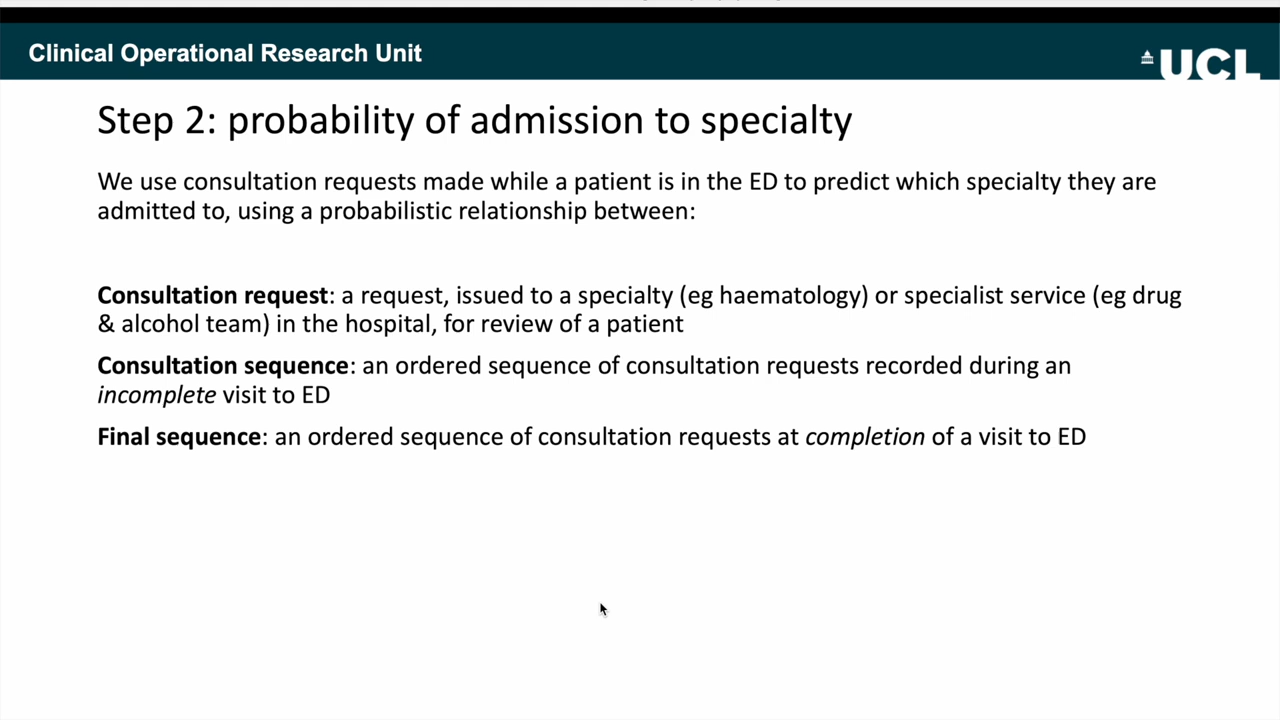 Clinical Operational Research Unit
UCL
Step 2: probability of admission to specialty
We use consultation requests made while a patient is in the ED to predict which specialty they are
admitted to, using a probabilistic relationship between:
Consultation request: a request, issued to a specialty (eg haematology) or specialist service (eg drug
& alcohol team) in the hospital, for review of a patient
Consultation sequence: an ordered sequence of consultation requests recorded during an
incomplete visit to ED
Final sequence: an ordered sequence of consultation requests at completion of a visit to ED